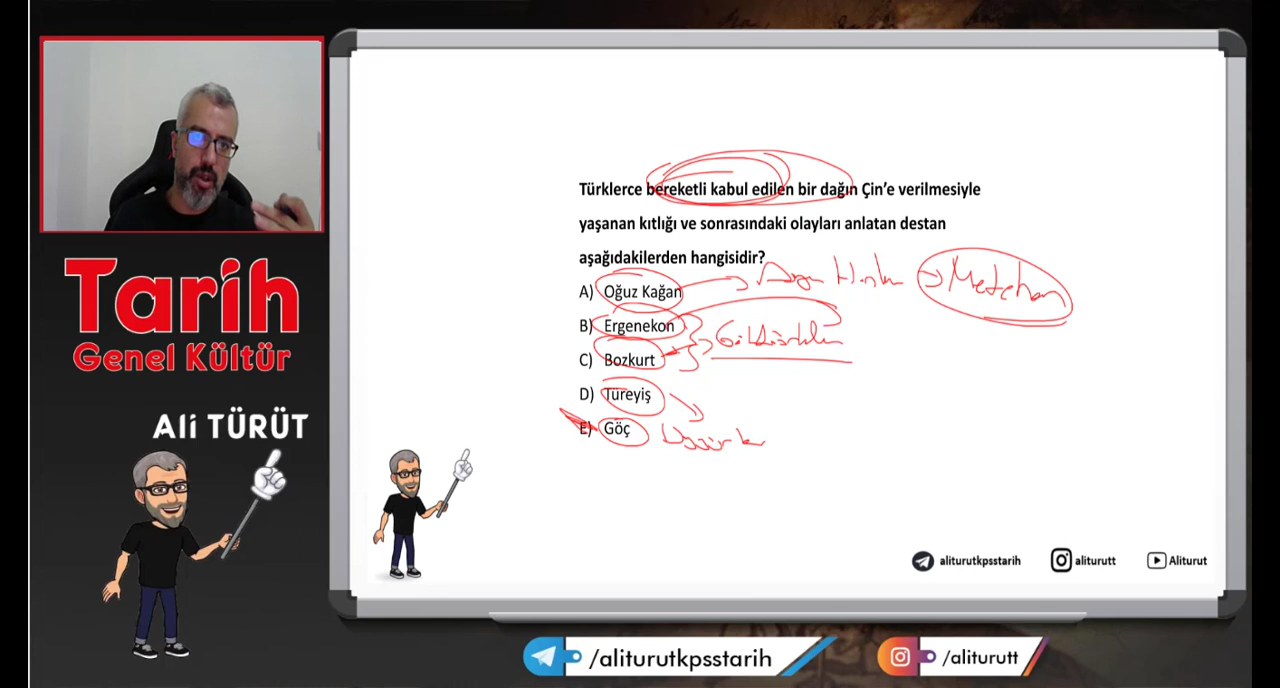 Türklerce bereketli kabul edilen bir dağın Çin'e verilmesiyle
yaşanan kıtlığı ve sonrasındaki olayları anlatan destan
aşağıdakilerden hangisidir?
A) Oğuz Kağan
B) Ergenekon
C) Bozkurt
D) Türeyiş
E) Göç
Metehan
Tarih
Genel Kültür
Ali TÜRÜT
aliturutkpsstarih
aliturutt
Aliturut
/aliturutkpsstarih
/aliturutt